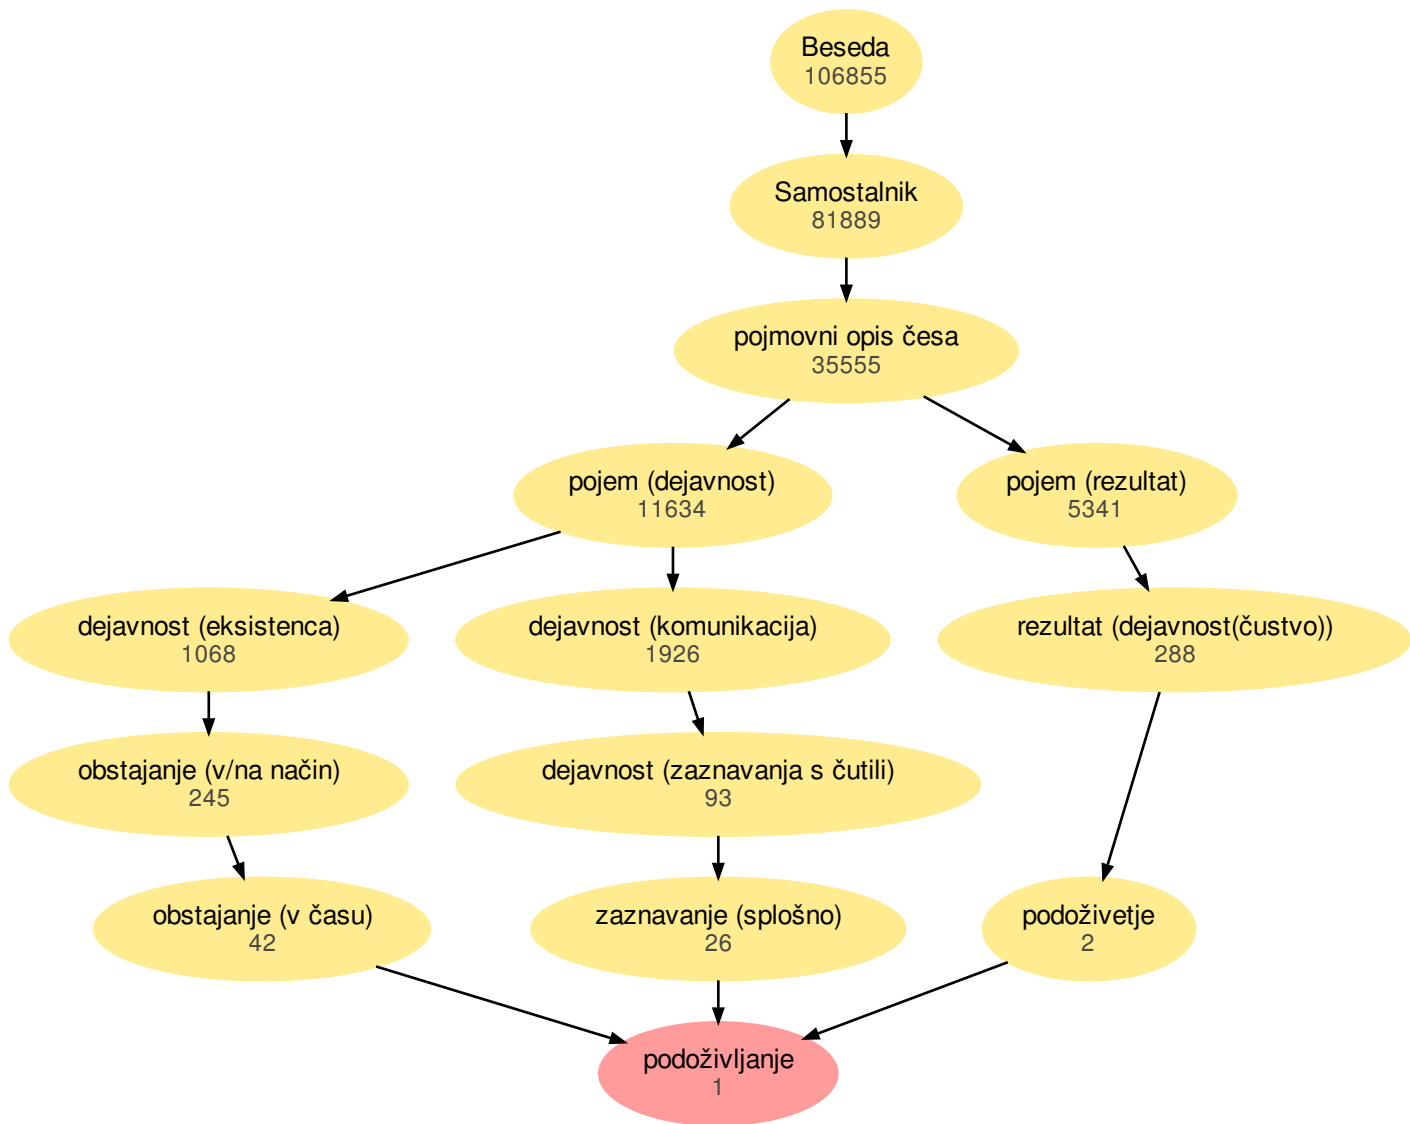 Beseda
106855
Samostalnik
81889
pojmovni opis česa
35555
pojem (dejavnost)
11634
pojem (rezultat)
5341
dejavnost (eksistenca)
1068
dejavnost (komunikacija)
1926
rezultat (dejavnost(čustvo))
288
obstajanje (v/na način)
245
dejavnost (zaznavanja s čutili)
93
obstajanje (v času)
42
zaznavanje (splošno)
26
podoživetje
2
podoživljanje
1